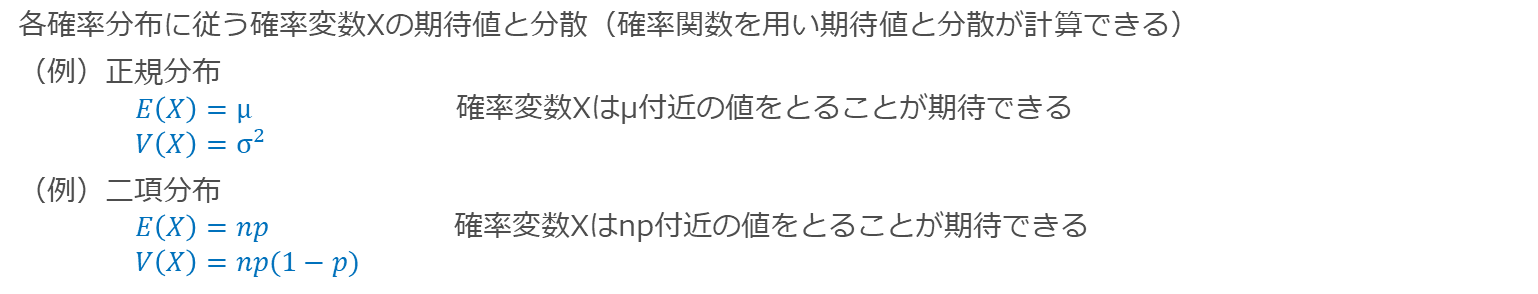 各確率分布に従う確率変数Xの期待値と分散（確率関数を用い期待値と分散が計算できる）
（例）正規分布
E(X) = μ 確率変数Xはμ付近の値をとることが期待できる
V(X) = σ²
（例）二項分布
E(X) = np 確率変数Xはnp付近の値をとることが期待できる
V(X) = np(1 − p)